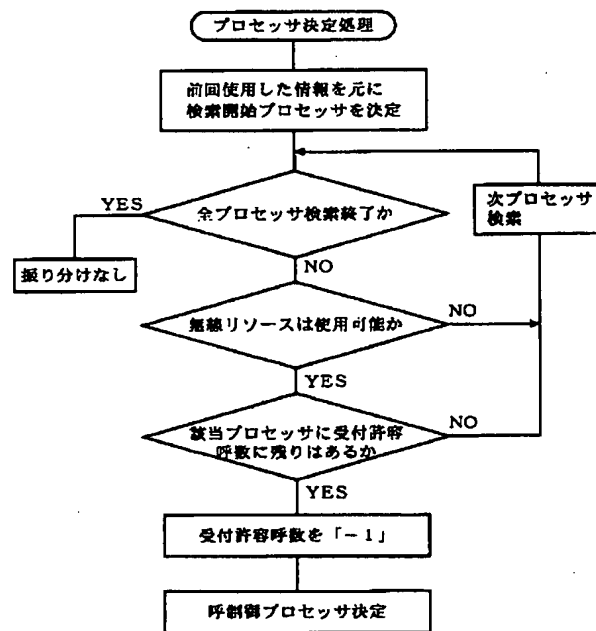 プロセッサ決定処理
前回使用した情報を元に
検索開始プロセッサを決定
YES
全プロセッサ検索終了か
次プロセッサ
検索
振り分けなし
NO
無線リソースは使用可能か
NO
YES
該当プロセッサに受付許容
呼数に残りはあるか
NO
YES
受付許容呼数を「－1」
呼制御プロセッサ決定